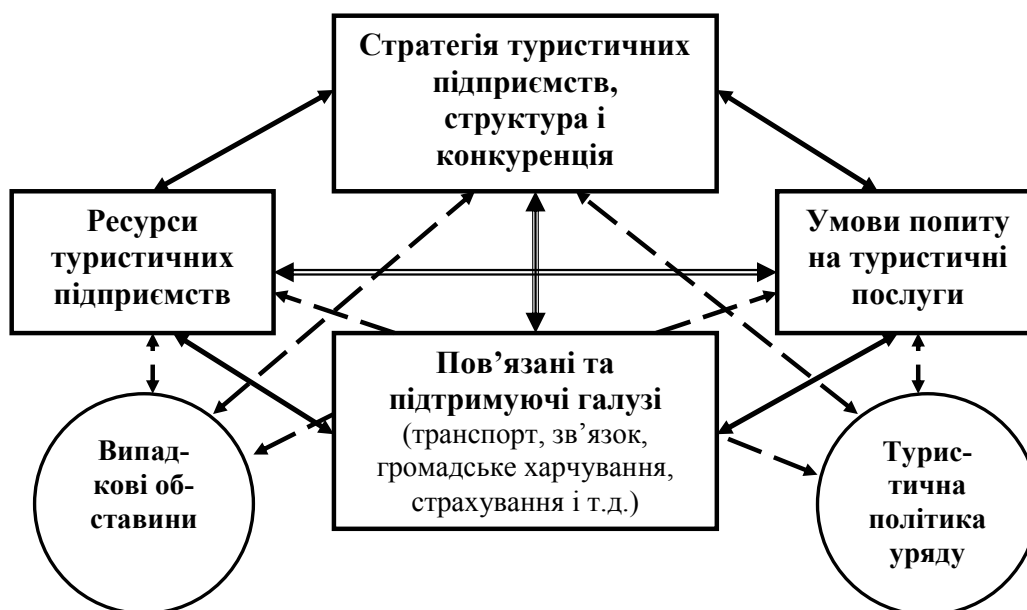 Стратегія туристичних
підприємств,
структура і
конкуренція
Ресурси
туристичних
підприємств
Умови попиту
на туристичні
послуги
Пов’язані та
підтримуючі галузі
(транспорт, зв’язок,
громадське харчування,
страхування і т.д.)
Випад-
кові об-
ставини
Турис-
тична
політика
уряду